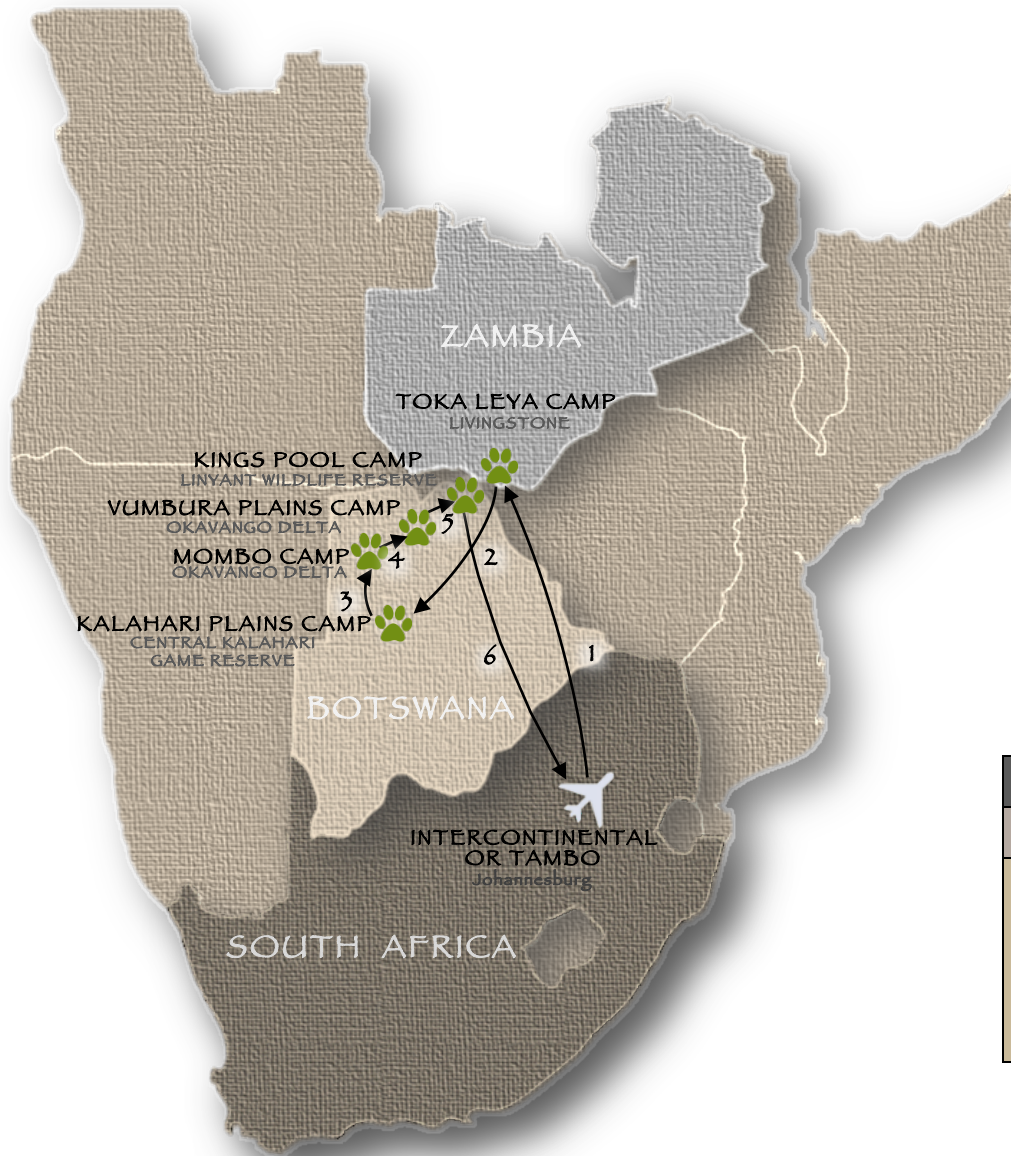 ZAMBIA
TOKA LEYA CAMP
LIVINGSTONE
KINGS POOL CAMP
LINYANT WILDLIFE RESERVE
VUMBURA PLAINS CAMP
OKAVANGO DELTA
5
MOMBO CAMP
4
2
OKAVANGO DELTA
3
KALAHARI PLAINS CAMP
CENTRAL KALAHARI
GAME RESERVE
6
1
BOTSWANA
INTERCONTINENTAL
OR TAMBO
Johannesburg
SOUTH AFRICA